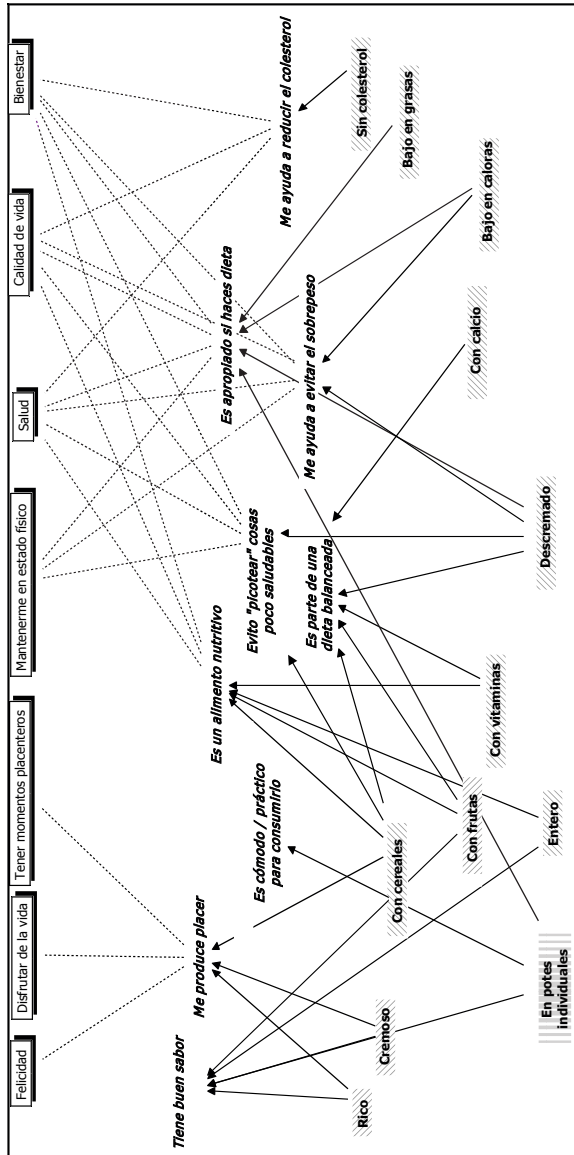 Felicidad
Disfrutar de la vida
Tener momentos placenteros
Mantenerme en estado físico
Salud
Calidad de vida
Bienestar
Tiene buen sabor
Me produce placer
Es cómodo / práctico
para consumirlo
Es un alimento nutritivo
Evito "picotear" cosas
poco saludables
Es parte de una
dieta balanceada
Es apropiado si haces dieta
Me ayuda a evitar el sobrepeso
Me ayuda a reducir el colesterol
Rico
Cremoso
En potes
individuales
Con cereales
Con frutas
Entero
Con vitaminas
Descremado
Con calcio
Bajo en caloras
Bajo en grasas
Sin colesterol